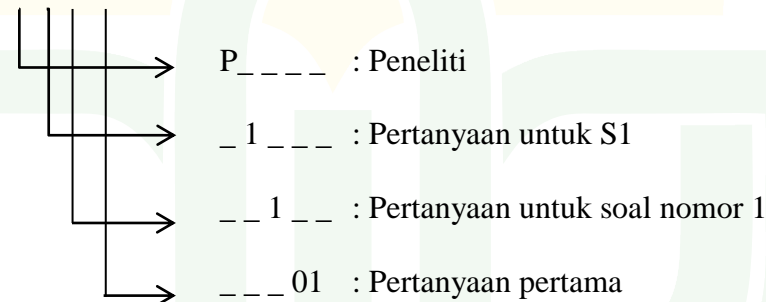 P_ _ _ _ : Peneliti
_ 1 _ _ _ : Pertanyaan untuk S1
_ _ 1 _ _ : Pertanyaan untuk soal nomor 1
_ _ _ 01 : Pertanyaan pertama